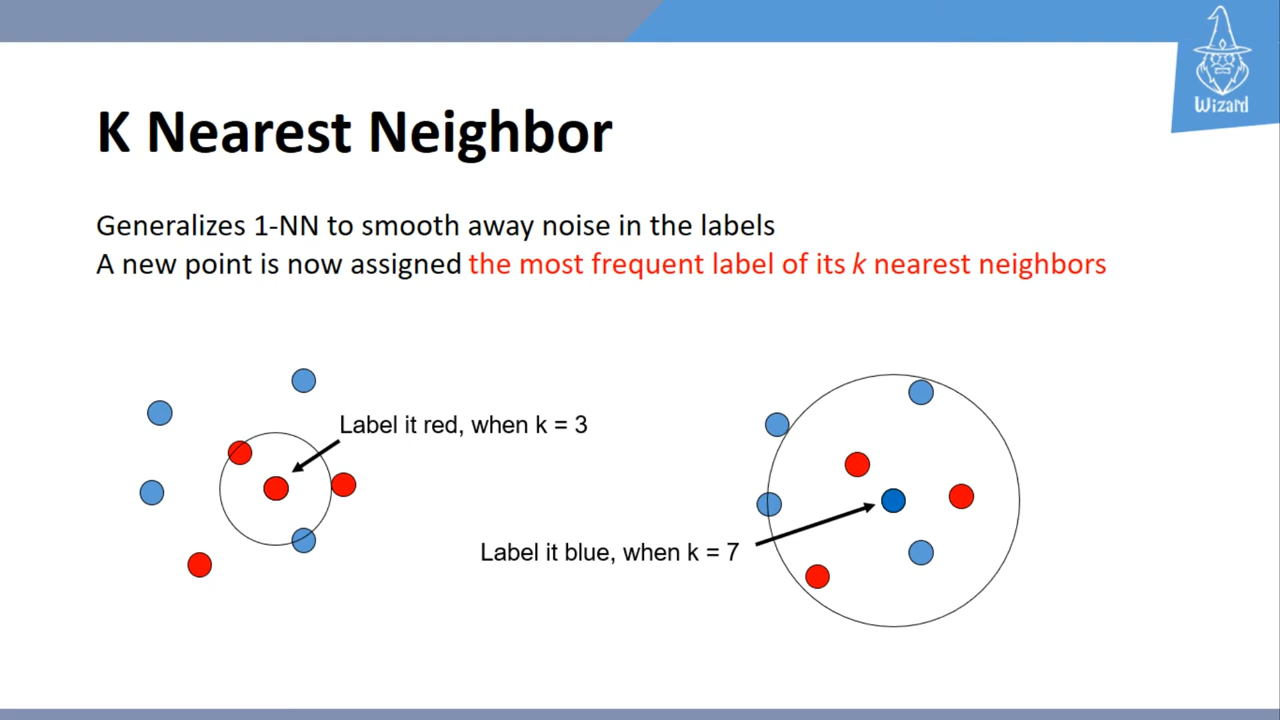 Wizard
K Nearest Neighbor
Generalizes 1-NN to smooth away noise in the labels
A new point is now assigned the most frequent label of its k nearest neighbors
Label it red, when k = 3
Label it blue, when k = 7